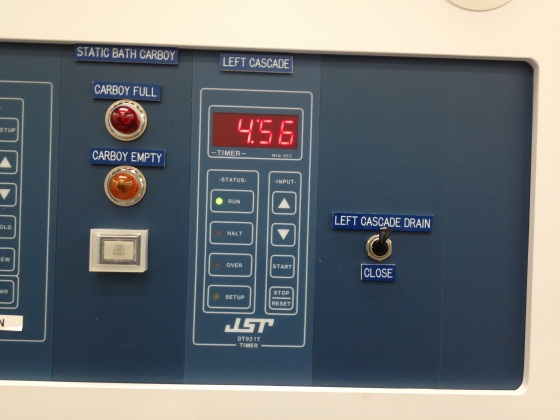 STATIC BATH CARBOY
CARBOY FULL
CARBOY EMPTY
LEFT CASCADE
4:56
-TIMER-
MIN SEC
-STATUS-
RUN
HALT
OVER
SETUP
-INPUT-
START
STOP
RESET
JST
DT921T
TIMER
LEFT CASCADE DRAIN
CLOSE
SETUP
OLD
EW
WR
N